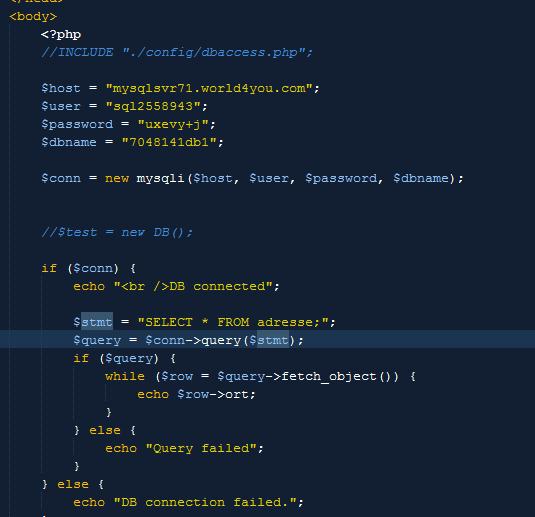 <body>
<?php
//INCLUDE "./config/dbaccess.php";
$host = "mysqlsvr71.world4you.com";
$user = "sql2558943";
$password = "uxevy+j";
$dbname = "7048141db1";
$conn = new mysqli($host, $user, $password, $dbname);
//$test = new DB();
if ($conn) {
echo "<br />DB connected";
$stmt = "SELECT * FROM adresse;";
$query = $conn->query($stmt);
if ($query) {
while ($row = $query->fetch_object()) {
echo $row->ort;
}
} else {
echo "Query failed";
}
} else {
echo "DB connection failed.";